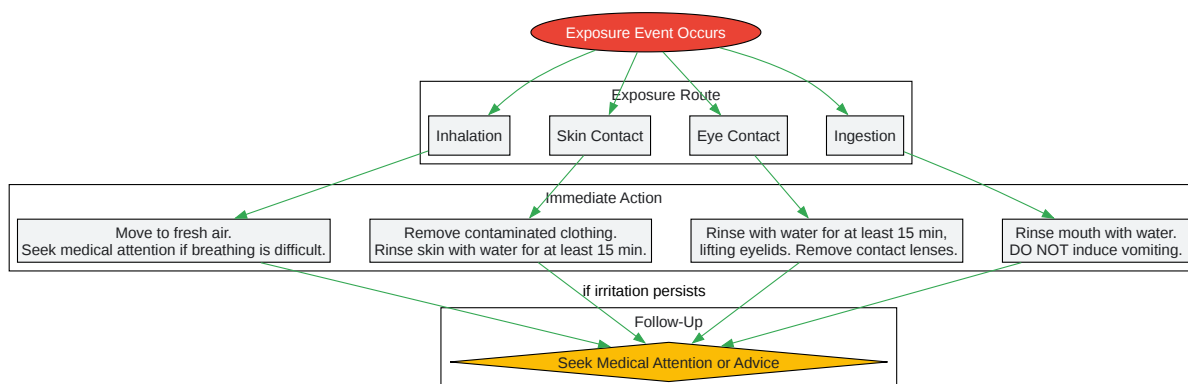 Exposure Event Occurs
Exposure Route
Inhalation
Skin Contact
Eye Contact
Ingestion
Immediate Action
Move to fresh air.
Seek medical attention if breathing is difficult.
Remove contaminated clothing.
Rinse skin with water for at least 15 min.
Rinse with water for at least 15 min,
lifting eyelids. Remove contact lenses.
Rinse mouth with water.
DO NOT induce vomiting.
if irritation persists
Follow-Up
Seek Medical Attention or Advice